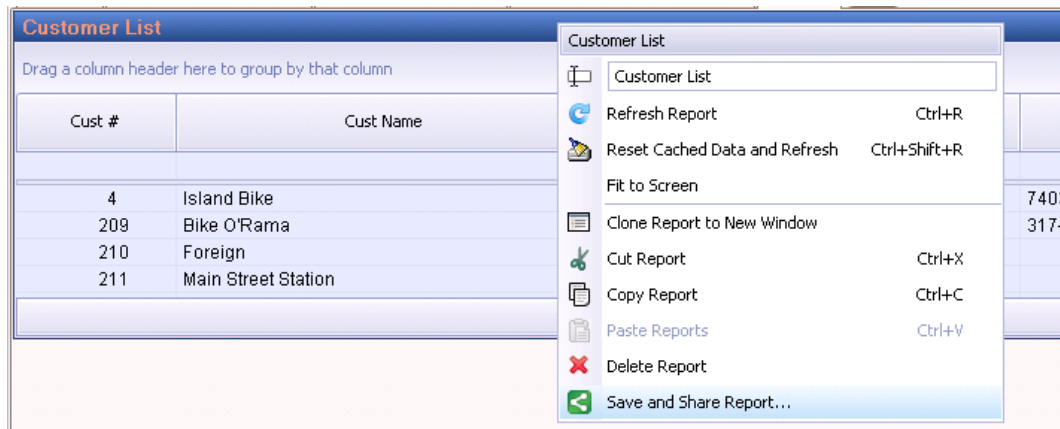 Customer List
Drag a column header here to group by that column
Cust # Cust Name
4 Island Bike 740
209 Bike O'Rama 317-
210 Foreign
211 Main Street Station
Customer List
Customer List
Refresh Report Ctrl+R
Reset Cached Data and Refresh Ctrl+Shift+R
Fit to Screen
Clone Report to New Window
Cut Report Ctrl+X
Copy Report Ctrl+C
Paste Reports Ctrl+V
Delete Report
Save and Share Report...